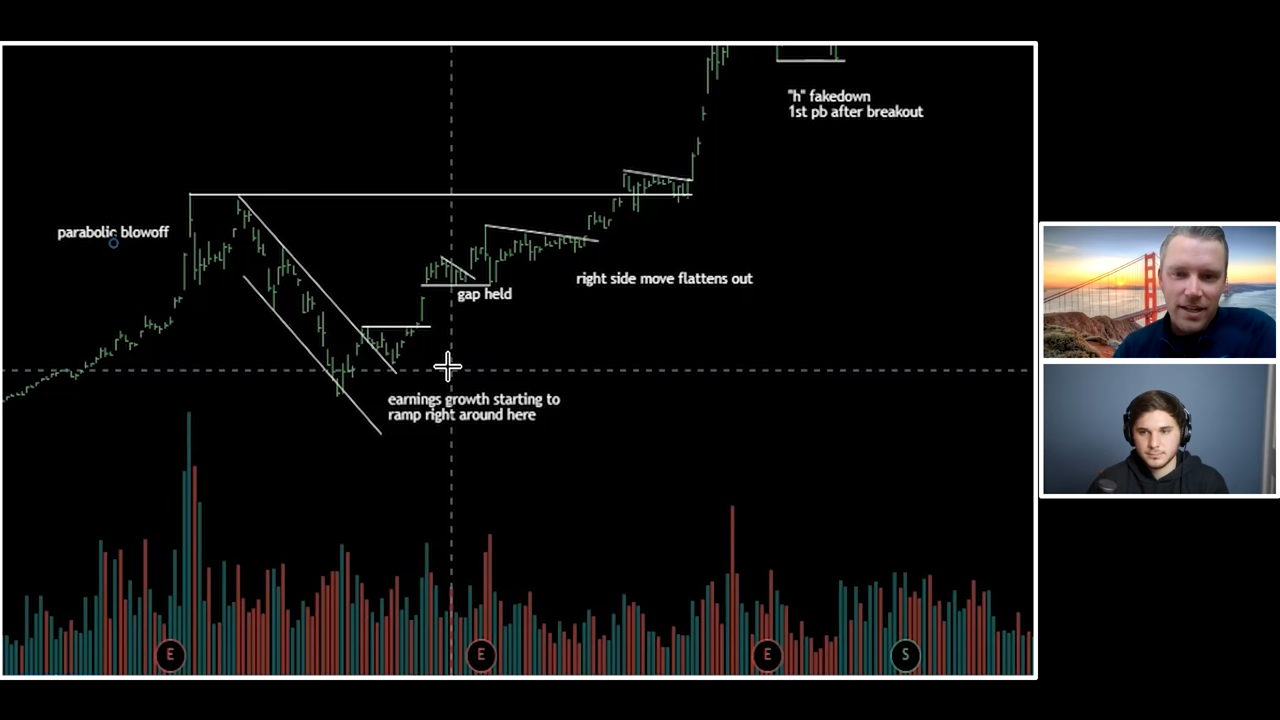 "h" fakedown
1st pb after breakout
parabolic blowoff
right side move flattens out
gap held
earnings growth starting to
ramp right around here
E
E
E
S